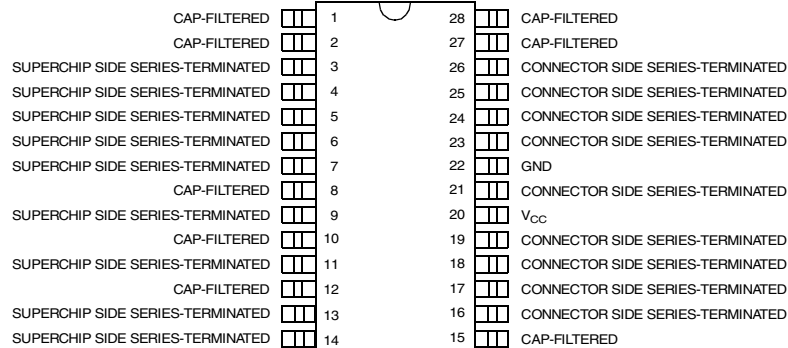 CAP-FILTERED 1 28 CAP-FILTERED
CAP-FILTERED 2 27 CAP-FILTERED
SUPERCHIP SIDE SERIES-TERMINATED 3 26 CONNECTOR SIDE SERIES-TERMINATED
SUPERCHIP SIDE SERIES-TERMINATED 4 25 CONNECTOR SIDE SERIES-TERMINATED
SUPERCHIP SIDE SERIES-TERMINATED 5 24 CONNECTOR SIDE SERIES-TERMINATED
SUPERCHIP SIDE SERIES-TERMINATED 6 23 CONNECTOR SIDE SERIES-TERMINATED
SUPERCHIP SIDE SERIES-TERMINATED 7 22 GND
CAP-FILTERED 8 21 CONNECTOR SIDE SERIES-TERMINATED
SUPERCHIP SIDE SERIES-TERMINATED 9 20 VCC
CAP-FILTERED 10 19 CONNECTOR SIDE SERIES-TERMINATED
SUPERCHIP SIDE SERIES-TERMINATED 11 18 CONNECTOR SIDE SERIES-TERMINATED
CAP-FILTERED 12 17 CONNECTOR SIDE SERIES-TERMINATED
SUPERCHIP SIDE SERIES-TERMINATED 13 16 CONNECTOR SIDE SERIES-TERMINATED
SUPERCHIP SIDE SERIES-TERMINATED 14 15 CAP-FILTERED